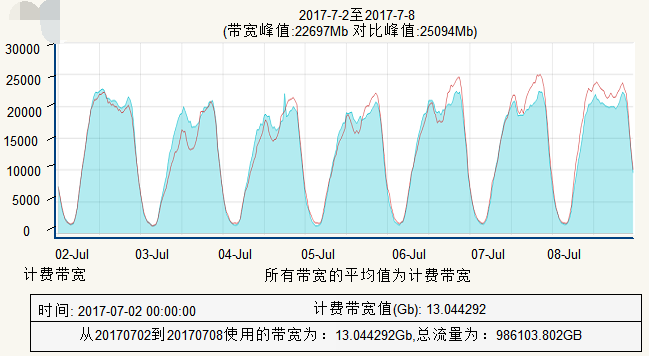 2017-7-2至2017-7-8
(带宽峰值:22697Mb 对比峰值:25094Mb)
30000
25000
20000
15000
10000
5000
0
02-Jul 03-Jul 04-Jul 05-Jul 06-Jul 07-Jul 08-Jul
计费带宽 所有带宽的平均值为计费带宽
时间: 2017-07-02 00:00:00 计费带宽值(Gb): 13.044292
从20170702到20170708使用的带宽为：13.044292Gb,总流量为：986103.802GB